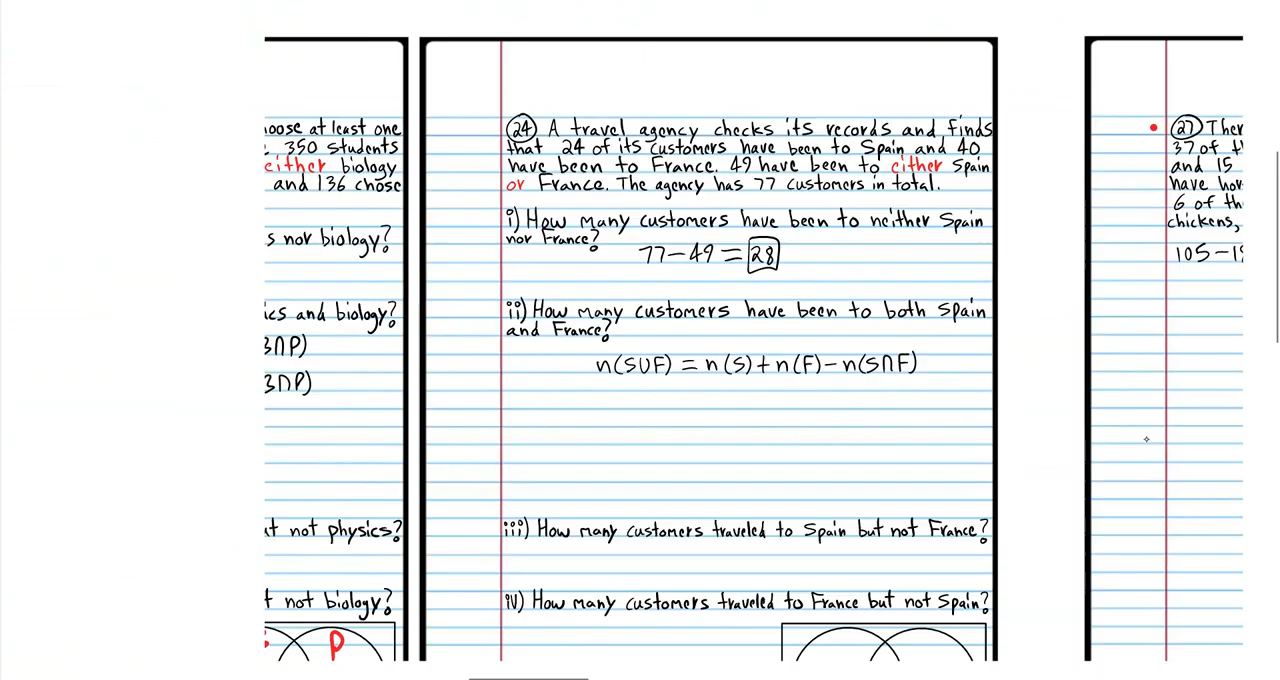 oose at least one
350 students
either biology
and 136 chose
s nor biology?
ics and biology?
B∩P)
B∩P)
t not physics?
t not biology?
P
24 A travel agency checks its records and finds
that 24 of its customers have been to Spain and 40
have been to France. 49 have been to either Spain
or France. The agency has 77 customers in total.
i) How many customers have been to neither Spain
nor France?
77-49=28
ii) How many customers have been to both Spain
and France?
n(S∪F) = n(S)+n(F)-n(S∩F)
iii) How many customers traveled to Spain but not France?
iv) How many customers traveled to France but not Spain?
27 Ther
37 of t
and 15
have hor
6 of th
chickens,
105-1